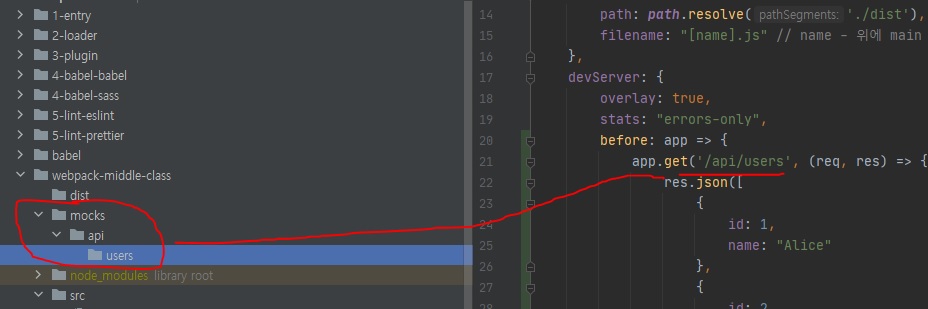 1-entry
2-loader
3-plugin
4-babel-babel
4-babel-sass
5-lint-eslint
5-lint-prettier
babel
webpack-middle-class
dist
mocks
api
users
node_modules library root
src
14 path: path.resolve( pathSegments: './dist'),
15 filename: "[name].js" // name - 위에 main
16 },
17 devServer: {
18 overlay: true,
19 stats: "errors-only",
20 before: app => {
21 app.get('/api/users', (req, res) => {
22 res.json([
23 {
24 id: 1,
25 name: "Alice"
26 },
27 {
28 id: 2